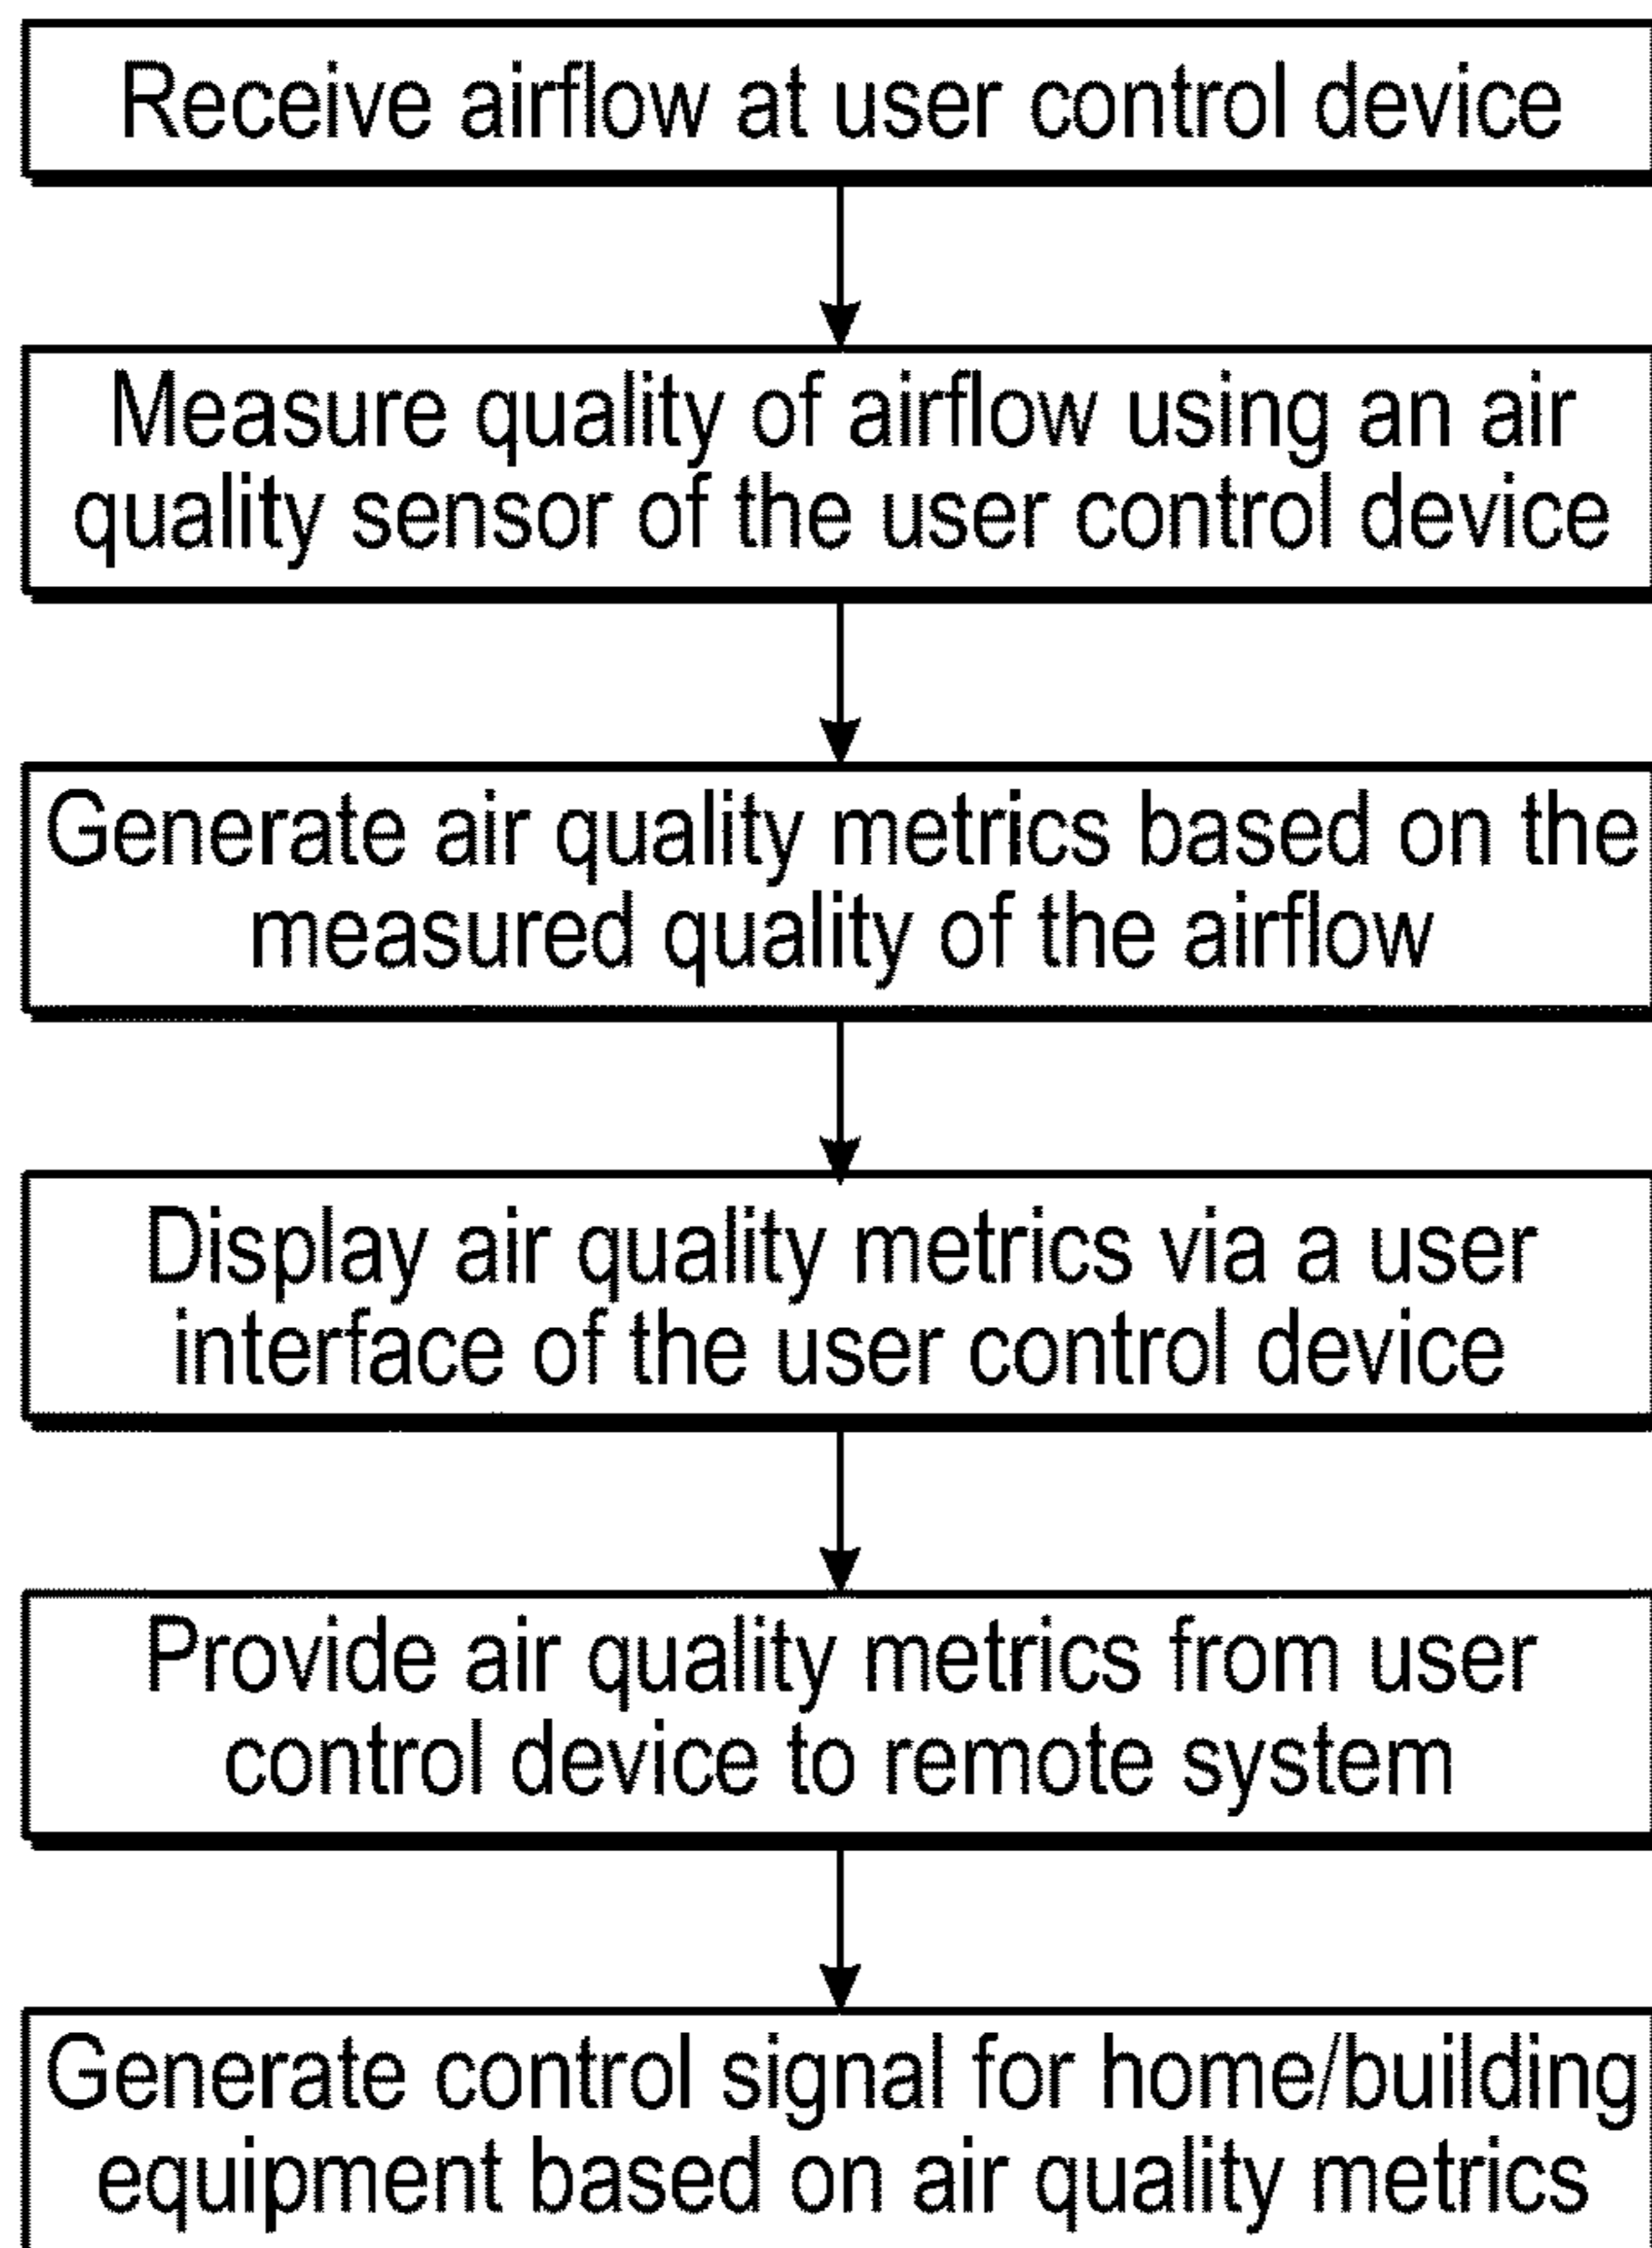 Receive airflow at user control device
Measure quality of airflow using an air
quality sensor of the user control device
Generate air quality metrics based on the
measured quality of the airflow
Display air quality metrics via a user
interface of the user control device
Provide air quality metrics from user
control device to remote system
Generate control signal for home/building
equipment based on air quality metrics